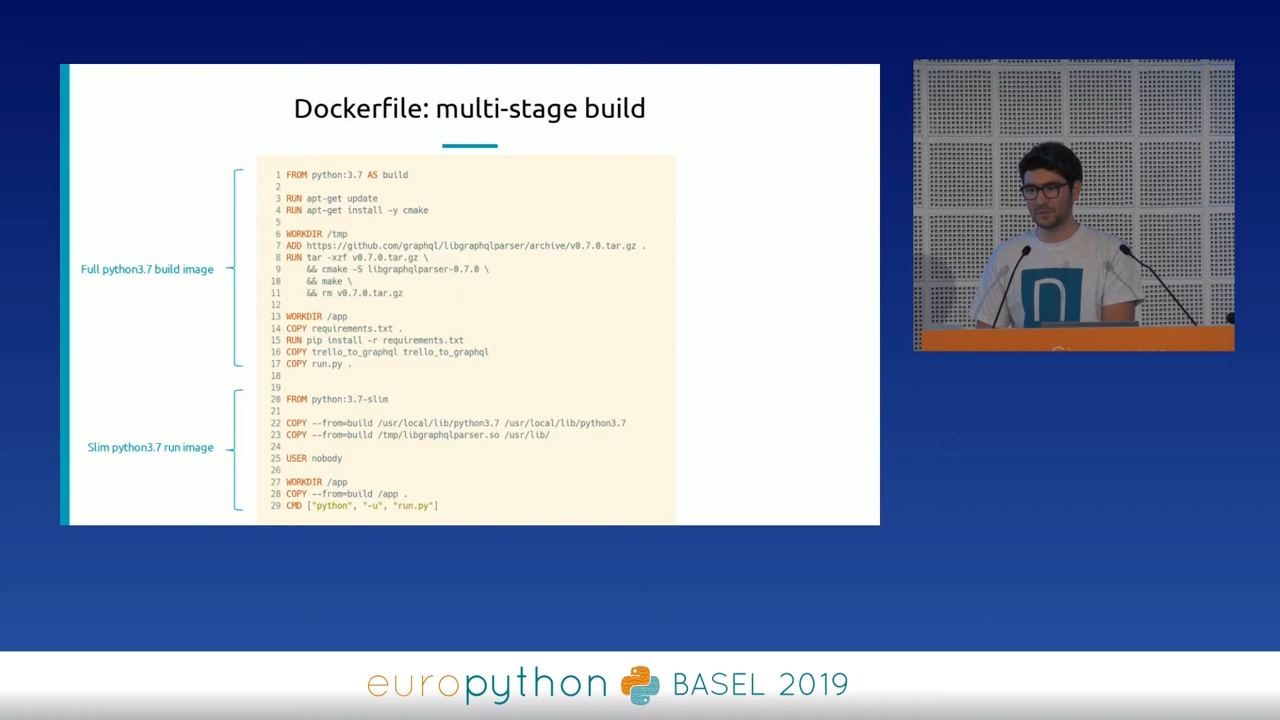 Dockerfile: multi-stage build
Full python3.7 build image
Slim python3.7 run image
1 FROM python:3.7 AS build
2
3 RUN apt-get update
4 RUN apt-get install -y cmake
5
6 WORKDIR /tmp
7 ADD https://github.com/graphql/libgraphqlparser/archive/v0.7.0.tar.gz .
8 RUN tar -xzf v0.7.0.tar.gz \
9 && cmake -S libgraphqlparser-0.7.0 \
10 && make \
11 && rm v0.7.0.tar.gz
12
13 WORKDIR /app
14 COPY requirements.txt .
15 RUN pip install -r requirements.txt
16 COPY trello_to_graphql trello_to_graphql
17 COPY run.py .
18
19
20 FROM python:3.7-slim
21
22 COPY --from=build /usr/local/lib/python3.7 /usr/local/lib/python3.7
23 COPY --from=build /tmp/libgraphqlparser.so /usr/lib/
24
25 USER nobody
26
27 WORKDIR /app
28 COPY --from=build /app .
29 CMD ["python", "-u", "run.py"]
n
europython BASEL 2019